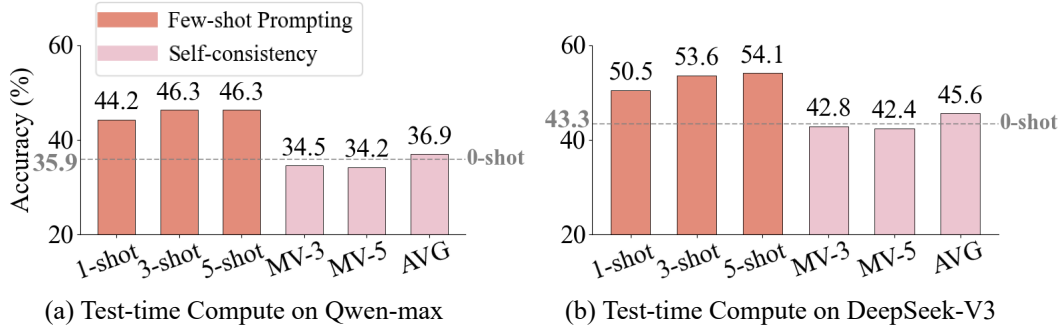 Few-shot Prompting
Self-consistency
Accuracy (%)
60
40
20
35.9
44.2
46.3
46.3
34.5
34.2
36.9
0-shot
1-shot
3-shot
5-shot
MV-3
MV-5
AVG
(a) Test-time Compute on Qwen-max
60
40
20
43.3
50.5
53.6
54.1
42.8
42.4
45.6
0-shot
1-shot
3-shot
5-shot
MV-3
MV-5
AVG
(b) Test-time Compute on DeepSeek-V3